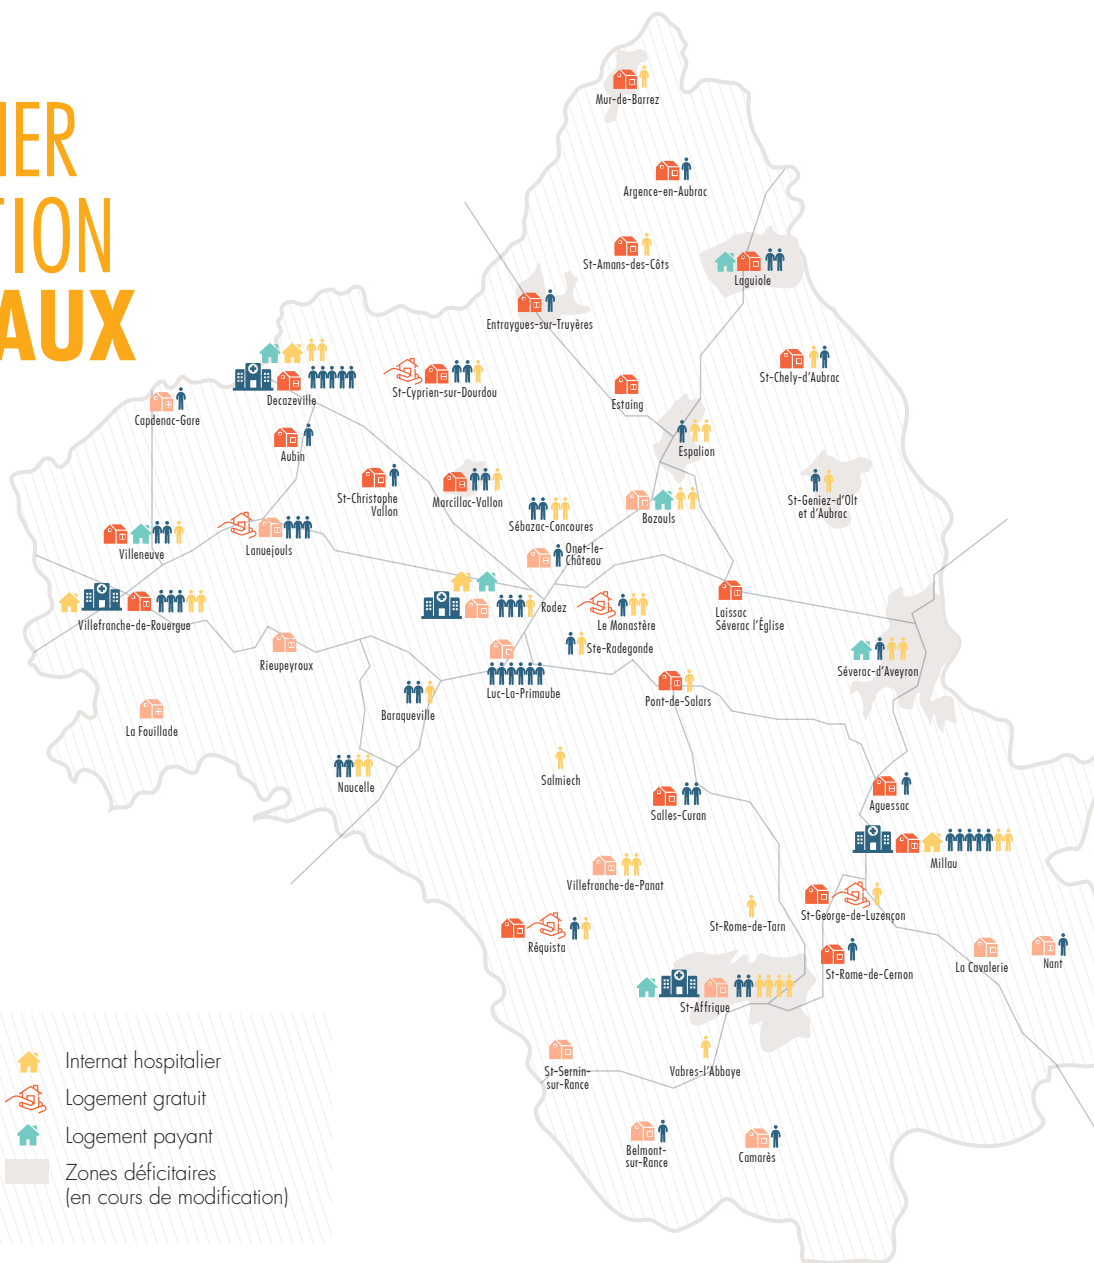 IER
TION
AUX
Mur-de-Barrez
Argence-en-Aubrac
St-Amans-des-Côts
Laguiole
Entraygues-sur-Truyères
St-Chely-d'Aubrac
Decazeville
St-Cyprien-sur-Dourdou
Estaing
Capdenac-Gare
Aubin
Espalion
St-Christophe
Vallon
Marcillac-Vallon
St-Geniez-d'Olt
et d'Aubrac
Sébazac-Concoures
Bozouls
Villeneuve
Lanuejouls
Onet-le-
Château
Villefranche-de-Rouergue
Rodez
Le Monastère
Laissac
Séverac l'Église
Ste-Radegonde
Rieupeyroux
Séverac-d'Aveyron
Luc-La-Primaube
Pont-de-Salars
Baraqueville
La Fouillade
Salmiech
Naucelle
Aguessac
Salles-Curan
Millau
Villefranche-de-Panat
St-George-de-Luzençon
St-Rome-de-Tarn
Réquista
La Cavalerie
Nant
St-Rome-de-Cernon
St-Affrique
Vabres-l'Abbaye
St-Sernin-
sur-Rance
Belmont-
sur-Rance
Camarès
Internat hospitalier
Logement gratuit
Logement payant
Zones déficitaires
(en cours de modification)